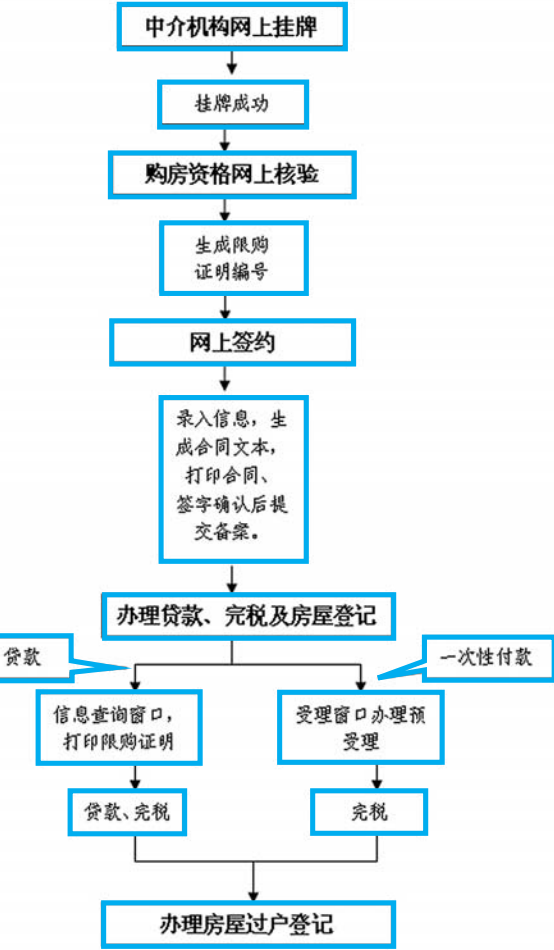 中介机构网上挂牌
挂牌成功
购房资格网上核验
生成限购
证明编号
网上签约
录入信息，生
成合同文本，
打印合同、
签字确认后提
交备案。
办理贷款、完税及房屋登记
贷款
一次性付款
信息查询窗口，
打印限购证明
受理窗口办理预
受理
贷款、完税
完税
办理房屋过户登记